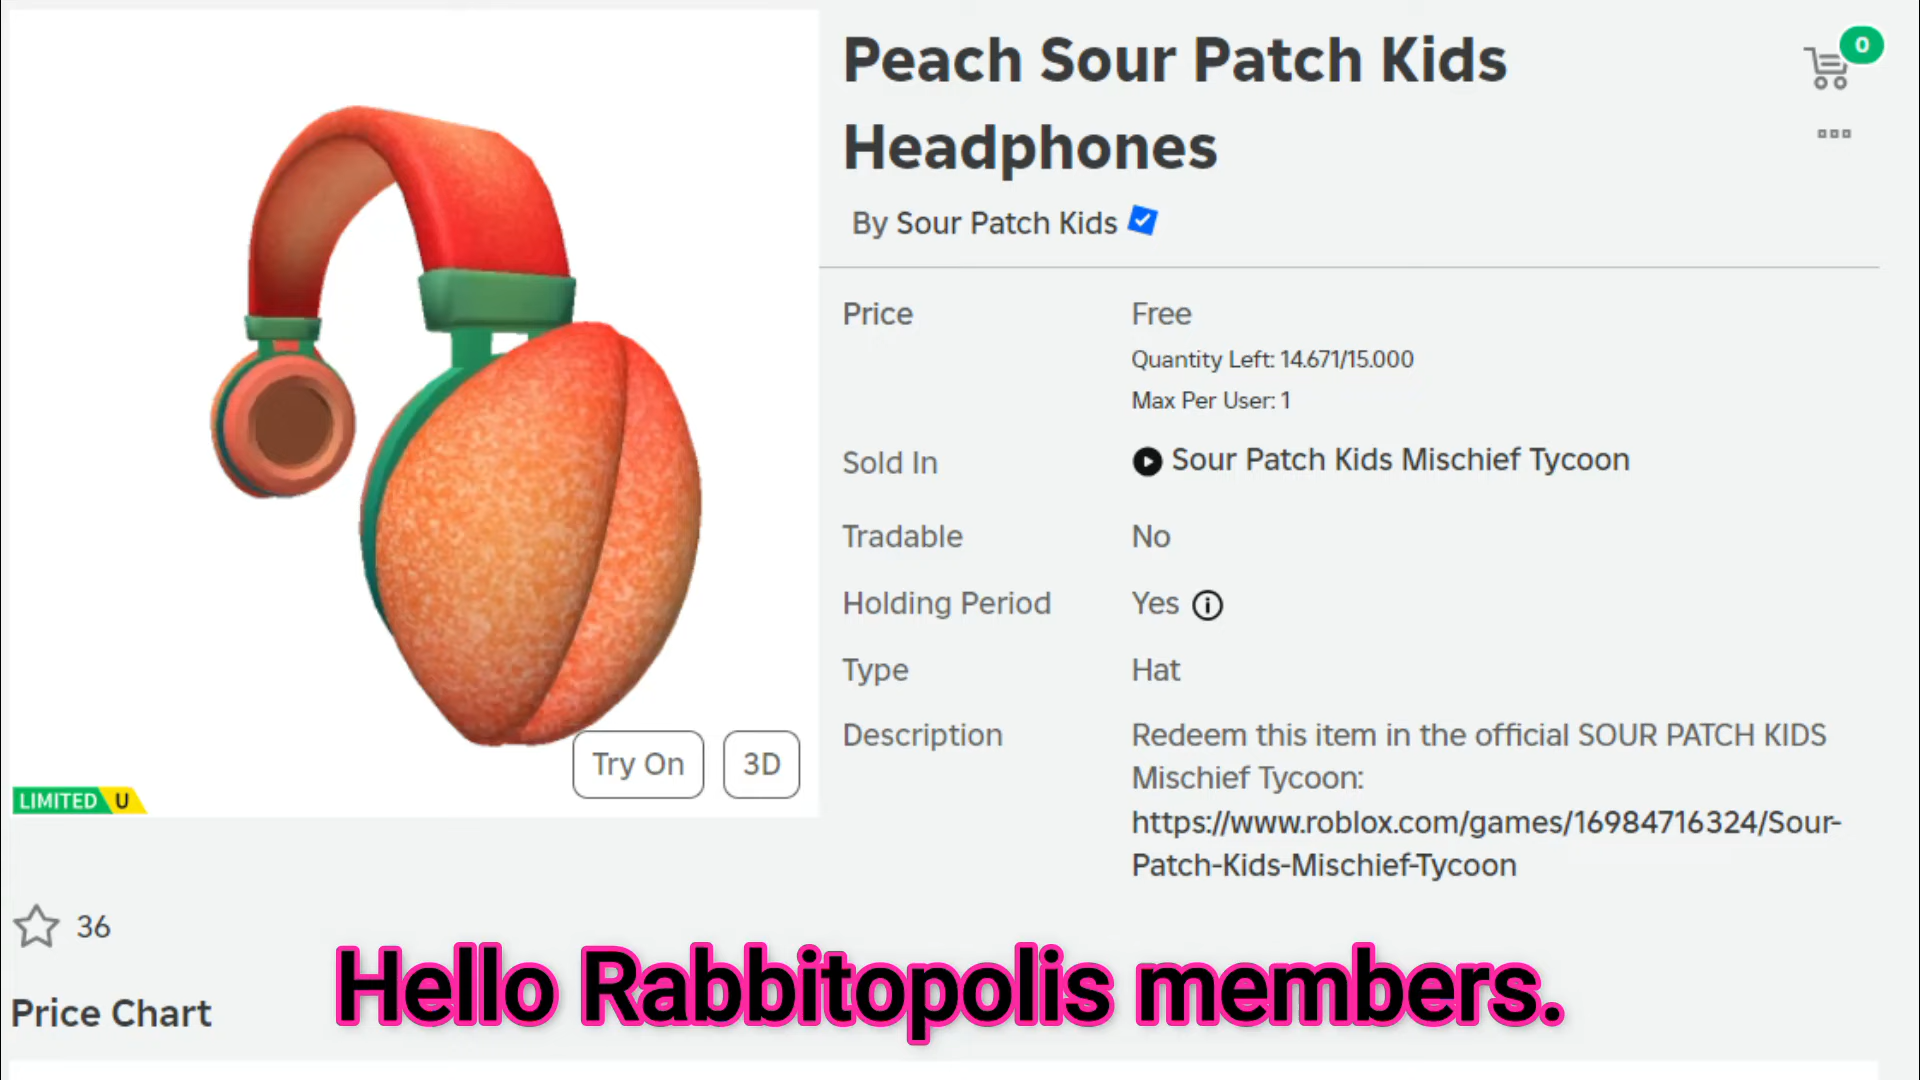 Peach Sour Patch Kids
Headphones
By Sour Patch Kids
0
Price
Free
Quantity Left: 14.671/15.000
Max Per User: 1
Sold In
Sour Patch Kids Mischief Tycoon
Tradable
No
Holding Period
Yes
Type
Hat
Description
Redeem this item in the official SOUR PATCH KIDS
Mischief Tycoon:
https://www.roblox.com/games/16984716324/Sour-
Patch-Kids-Mischief-Tycoon
Try On
3D
LIMITED U
36
Hello Rabbitopolis members.
Price Chart